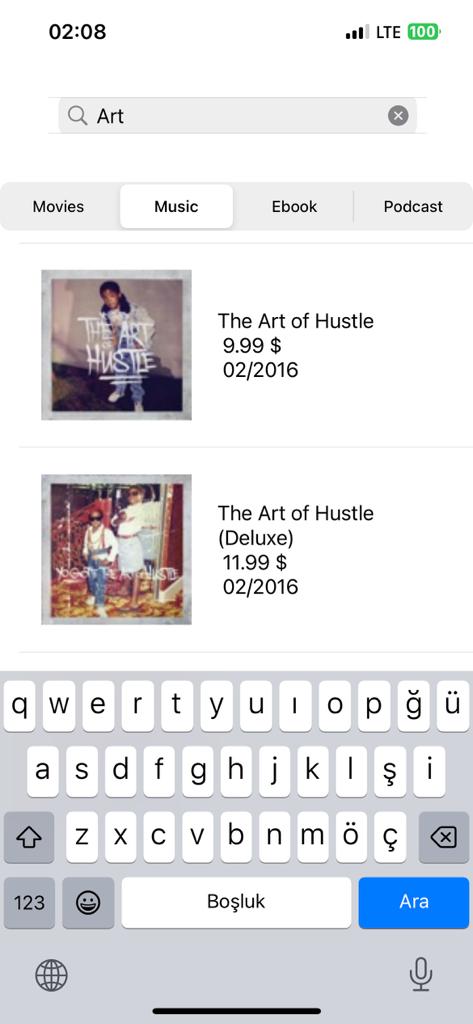 02:08 LTE 100
Art
Movies Music Ebook Podcast
THE ART
OF
HUSTLE
The Art of Hustle
9.99 $
02/2016
YO GOTTI THE ART OF HUSTLE
The Art of Hustle
(Deluxe)
11.99 $
02/2016
q w e r t y u ı o p ğ ü
a s d f g h j k l ş i
z x c v b n m ö ç
123 Boşluk Ara